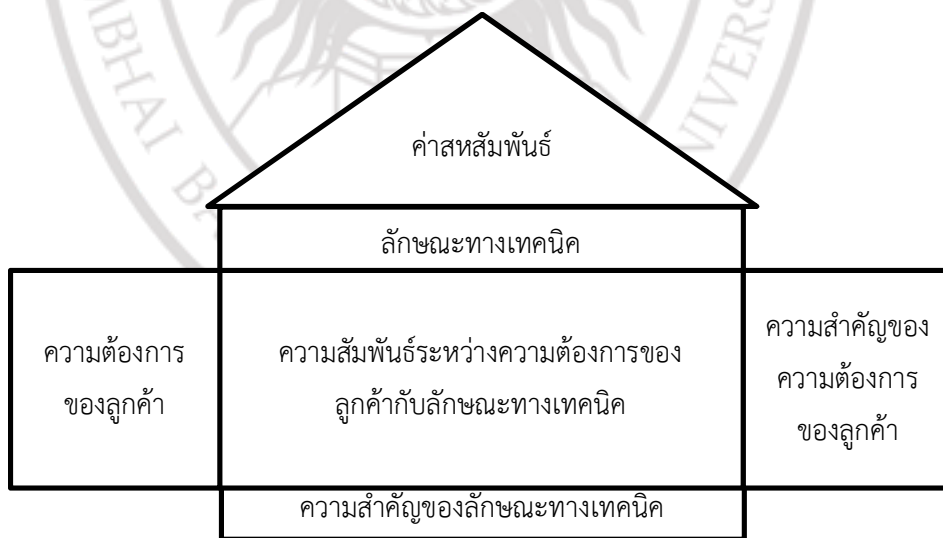 ค่าสหสัมพันธ์
ลักษณะทางเทคนิค
ความต้องการ
ของลูกค้า
ความสัมพันธ์ระหว่างความต้องการของ
ลูกค้ากับลักษณะทางเทคนิค
ความสำคัญของ
ความต้องการ
ของลูกค้า
ความสำคัญของลักษณะทางเทคนิค